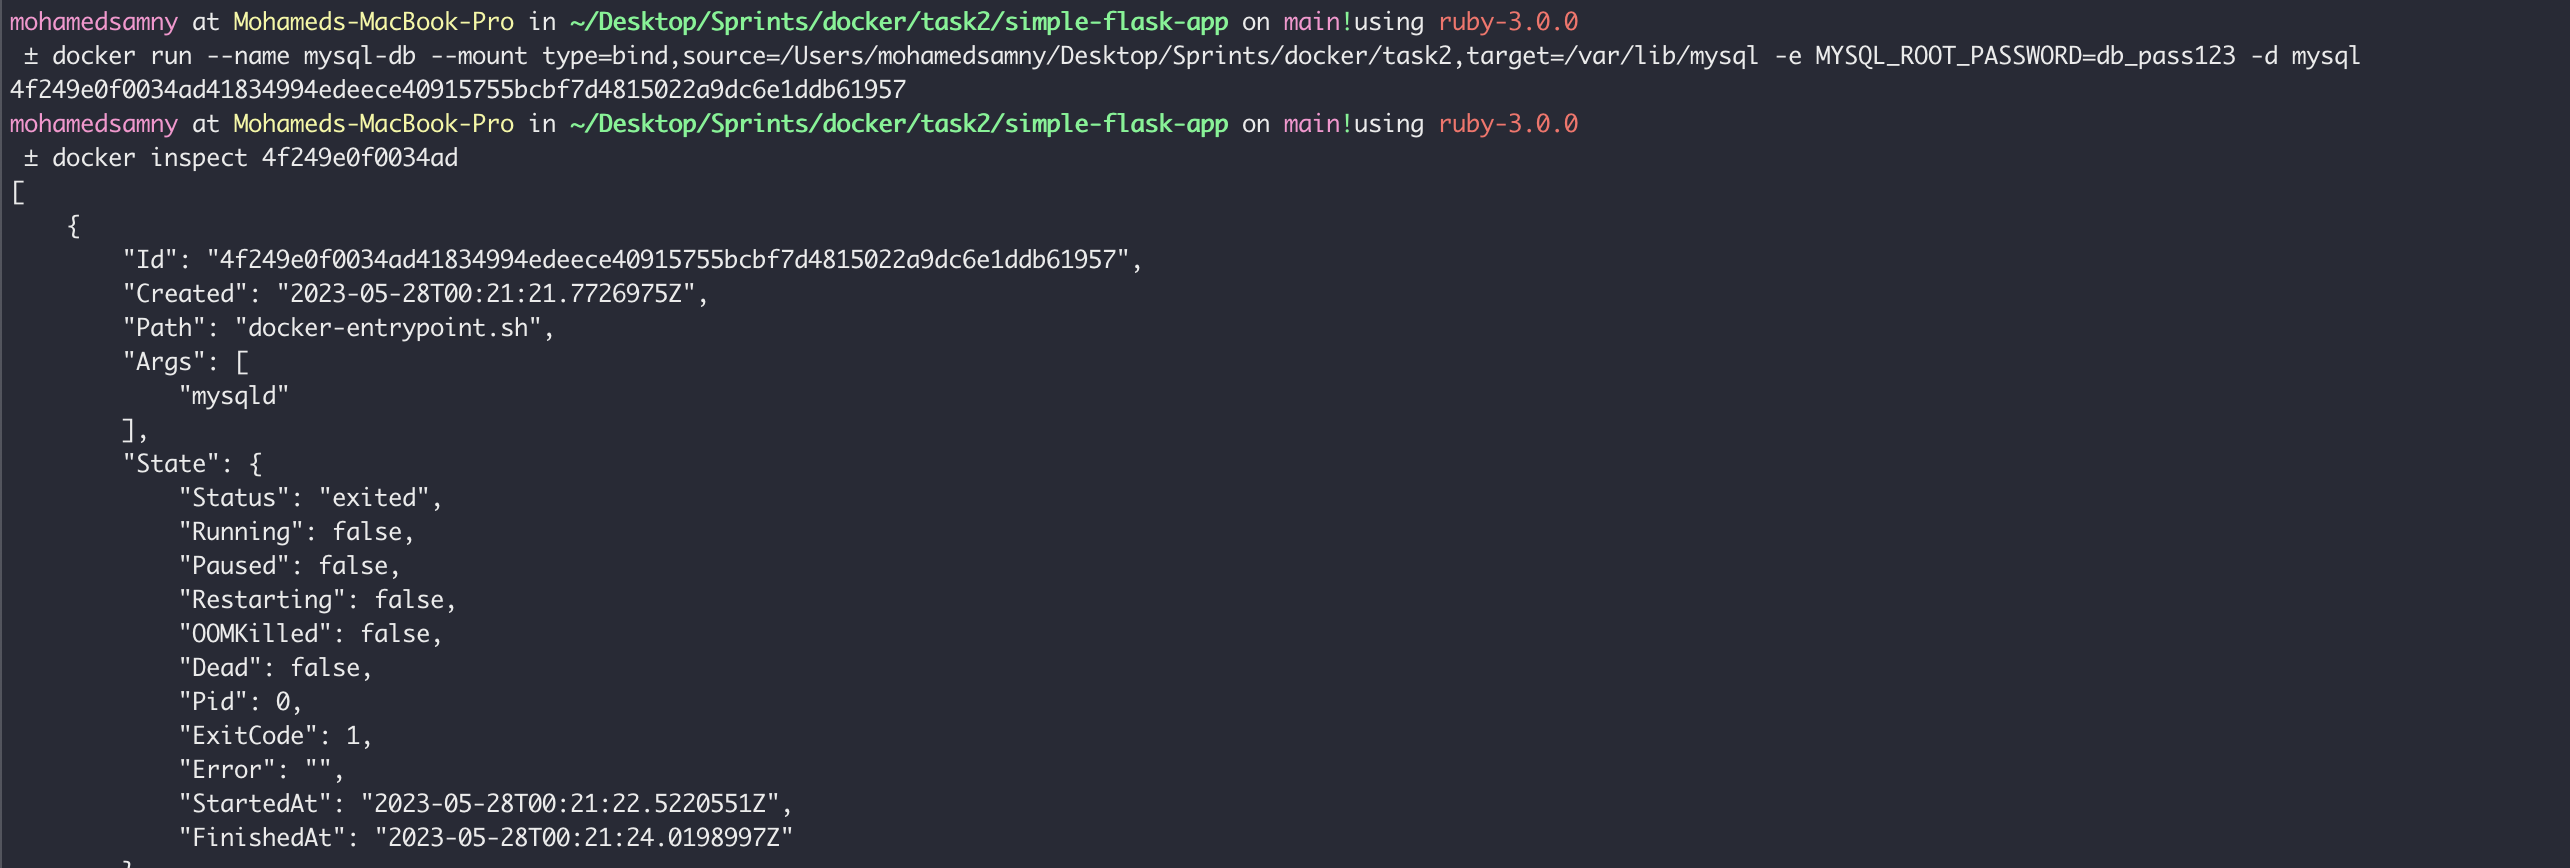 mohamedsamny at Mohameds-MacBook-Pro in ~/Desktop/Sprints/docker/task2/simple-flask-app on main!using ruby-3.0.0
± docker run --name mysql-db --mount type=bind,source=/Users/mohamedsamny/Desktop/Sprints/docker/task2,target=/var/lib/mysql -e MYSQL_ROOT_PASSWORD=db_pass123 -d mysql
4f249e0f0034ad41834994edeece40915755bcbf7d4815022a9dc6e1ddb61957
mohamedsamny at Mohameds-MacBook-Pro in ~/Desktop/Sprints/docker/task2/simple-flask-app on main!using ruby-3.0.0
± docker inspect 4f249e0f0034ad
[
    {
        "Id": "4f249e0f0034ad41834994edeece40915755bcbf7d4815022a9dc6e1ddb61957",
        "Created": "2023-05-28T00:21:21.7726975Z",
        "Path": "docker-entrypoint.sh",
        "Args": [
            "mysqld"
        ],
        "State": {
            "Status": "exited",
            "Running": false,
            "Paused": false,
            "Restarting": false,
            "OOMKilled": false,
            "Dead": false,
            "Pid": 0,
            "ExitCode": 1,
            "Error": "",
            "StartedAt": "2023-05-28T00:21:22.5220551Z",
            "FinishedAt": "2023-05-28T00:21:24.0198997Z"